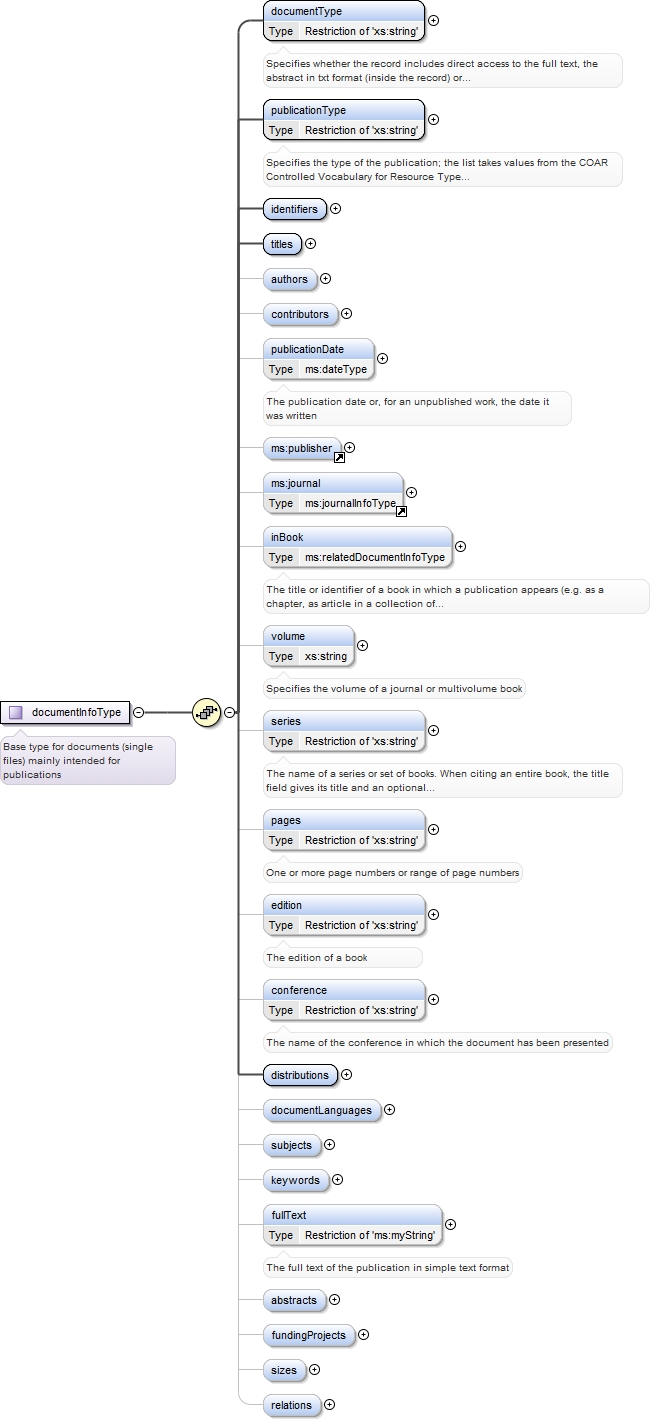 documentType
Type Restriction of 'xs:string'
Specifies whether the record includes direct access to the full text, the
abstract in txt format (inside the record) or...
publicationType
Type Restriction of 'xs:string'
Specifies the type of the publication; the list takes values from the COAR
Controlled Vocabulary for Resource Type...
identifiers
titles
authors
contributors
publicationDate
Type ms:dateType
The publication date or, for an unpublished work, the date it
was written
ms:publisher
ms:journal
Type ms:journalInfoType
inBook
Type ms:relatedDocumentInfoType
The title or identifier of a book in which a publication appears (e.g. as a
chapter, as article in a collection of...
volume
Type xs:string
Specifies the volume of a journal or multivolume book
documentInfoType
Base type for documents (single
files) mainly intended for
publications
series
Type Restriction of 'xs:string'
The name of a series or set of books. When citing an entire book, the title
field gives its title and an optional...
pages
Type Restriction of 'xs:string'
One or more page numbers or range of page numbers
edition
Type Restriction of 'xs:string'
The edition of a book
conference
Type Restriction of 'xs:string'
The name of the conference in which the document has been presented
distributions
documentLanguages
subjects
keywords
fullText
Type Restriction of 'ms:myString'
The full text of the publication in simple text format
abstracts
fundingProjects
sizes
relations